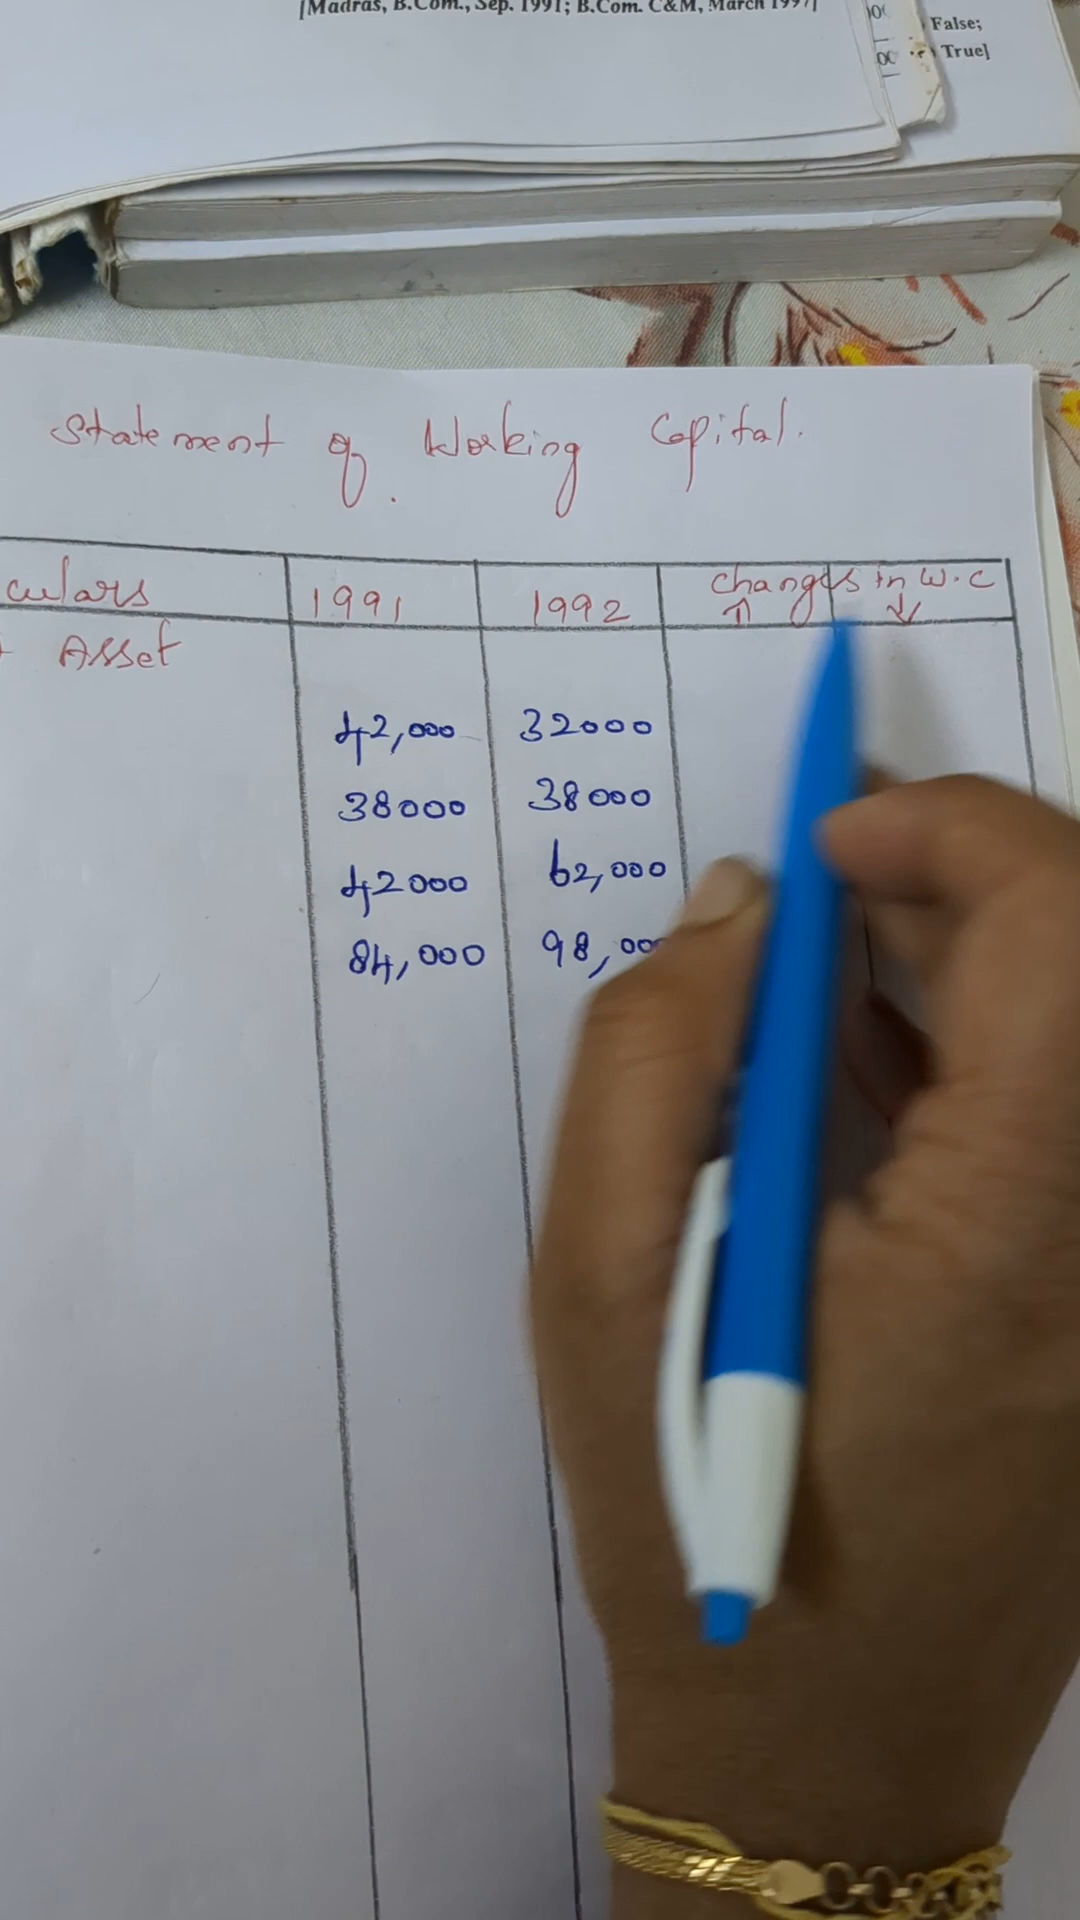 [Madras, B.Com., Sep. 1991; B.Com. C&M, March 1997]
False;
True]
Statement of Working Capital.
culars 1991 1992 changes in W.C
↑ ↓
Asset
42,000 32000
38000 38000
42000 62,000
84,000 98,000